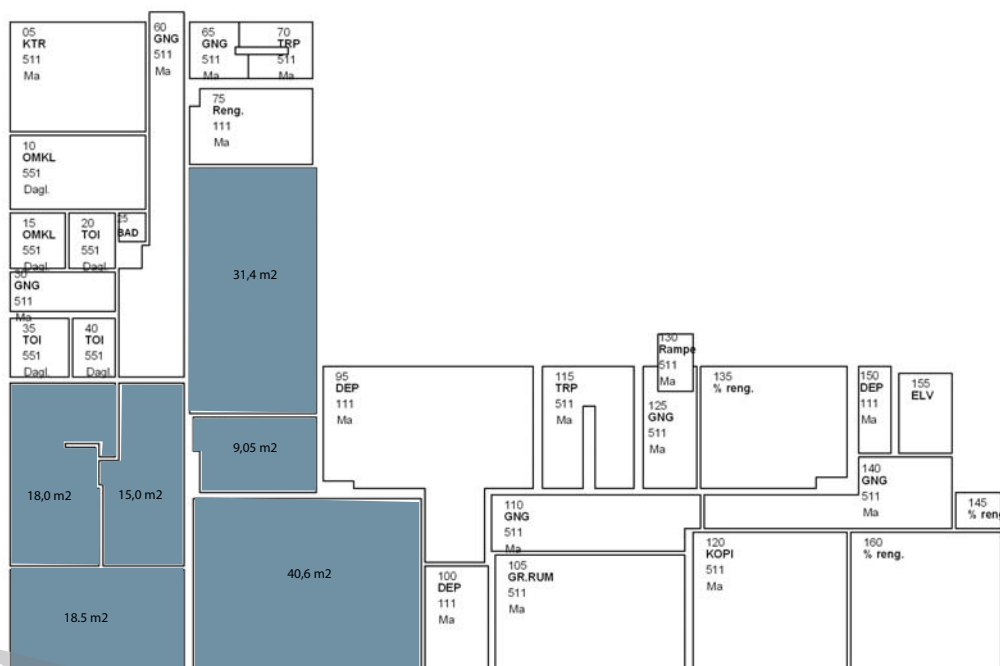 05
KTR
511
Ma
60
GNG
511
Ma
65
GNG
511
Ma
70
TRP
511
Ma
75
Reng.
111
Ma
10
OMKL
551
Dagl.
15
OMKL
551
Dagl.
20
TOI
551
Dagl.
BAD
30
GNG
511
Ma
35
TOI
551
Dagl.
40
TOI
551
Dagl.
31,4 m2
9,05 m2
18,0 m2
15,0 m2
40,6 m2
18.5 m2
95
DEP
111
Ma
115
TRP
511
Ma
130
Rampe
511
Ma
125
GNG
511
Ma
135
% reng.
150
DEP
111
Ma
155
ELV
140
GNG
511
Ma
145
% reng
110
GNG
511
Ma
100
DEP
111
Ma
105
GR.RUM
511
Ma
120
KOPI
511
Ma
160
% reng.